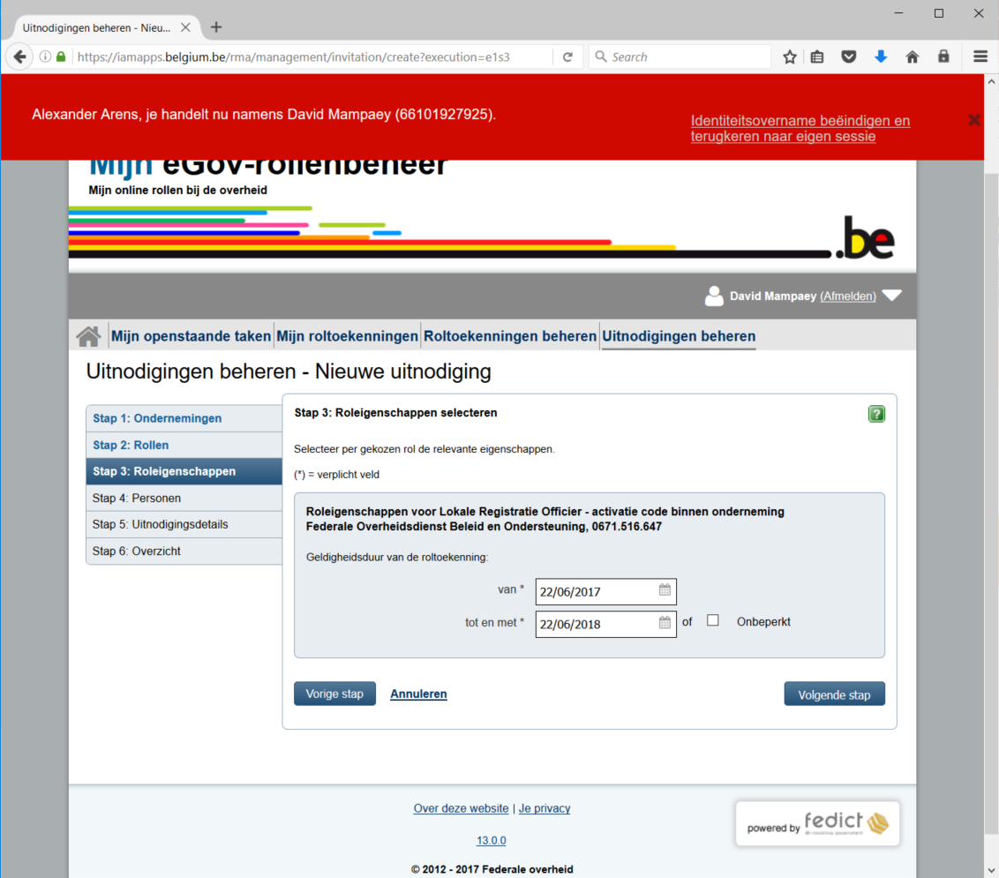 Uitnodigingen beheren - Nieu...
https://iamapps.belgium.be/rma/management/invitation/create?execution=e1s3
Search
Alexander Arens, je handelt nu namens David Mampaey (66101927925).
Identiteitsovername beëindigen en
terugkeren naar eigen sessie
Mijn eGov-rollenbeheer
Mijn online rollen bij de overheid
.be
David Mampaey (Afmelden)
Mijn openstaande taken Mijn roltoekenningen Roltoekenningen beheren Uitnodigingen beheren
Uitnodigingen beheren - Nieuwe uitnodiging
Stap 1: Ondernemingen
Stap 2: Rollen
Stap 3: Roleigenschappen
Stap 4: Personen
Stap 5: Uitnodigingsdetails
Stap 6: Overzicht
Stap 3: Roleigenschappen selecteren
?
Selecteer per gekozen rol de relevante eigenschappen.
(*) = verplicht veld
Roleigenschappen voor Lokale Registratie Officier - activatie code binnen onderneming
Federale Overheidsdienst Beleid en Ondersteuning, 0671.516.647
Geldigheidsduur van de roltoekenning:
van * 22/06/2017
tot en met * 22/06/2018 of Onbeperkt
Vorige stap Annuleren Volgende stap
Over deze website | Je privacy
13.0.0
© 2012 - 2017 Federale overheid
powered by fedict